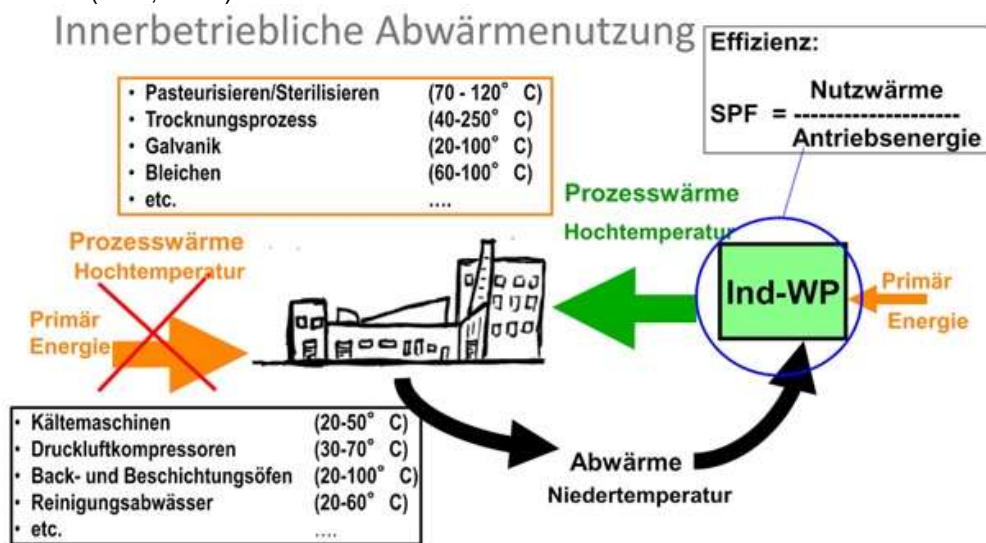 Innerbetriebliche Abwärmenutzung
Effizienz:
SPF = Nutzwärme
--------------------
Antriebsenergie
• Pasteurisieren/Sterilisieren (70 - 120° C)
• Trocknungsprozess (40-250° C)
• Galvanik (20-100° C)
• Bleichen (60-100° C)
• etc. ....
Prozesswärme
Hochtemperatur
Primär
Energie
Prozesswärme
Hochtemperatur
Ind-WP
Primär
Energie
• Kältemaschinen (20-50° C)
• Druckluftkompressoren (30-70° C)
• Back- und Beschichtungsöfen (20-100° C)
• Reinigungsabwässer (20-60° C)
• etc. ....
Abwärme
Niedertemperatur